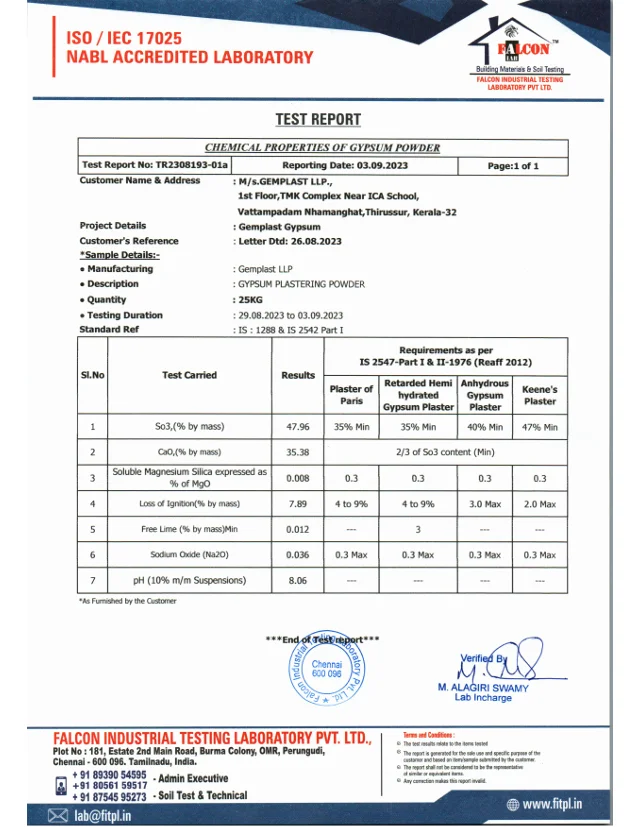 ISO / IEC 17025
NABL ACCREDITED LABORATORY
FALCON
LAB
TM
Building Materials & Soil Testing
FALCON INDUSTRIAL TESTING
LABORATORY PVT LTD.
TEST REPORT
CHEMICAL PROPERTIES OF GYPSUM POWDER
Test Report No: TR2308193-01a Reporting Date: 03.09.2023 Page:1 of 1
Customer Name & Address : M/s.GEMPLAST LLP.,
1st Floor,TMK Complex Near ICA School,
Vattampadam Nhamanghat,Thirussur, Kerala-32
Project Details : Gemplast Gypsum
Customer's Reference : Letter Dtd: 26.08.2023
*Sample Details:-
• Manufacturing : Gemplast LLP
• Description : GYPSUM PLASTERING POWDER
• Quantity : 25KG
• Testing Duration : 29.08.2023 to 03.09.2023
Standard Ref : IS : 1288 & IS 2542 Part I
Sl.No Test Carried Results Requirements as per
IS 2547-Part I & II-1976 (Reaff 2012)
Plaster of Paris Retarded Hemi hydrated Gypsum Plaster Anhydrous Gypsum Plaster Keene's Plaster
1 So3,(% by mass) 47.96 35% Min 35% Min 40% Min 47% Min
2 CaO,(% by mass) 35.38 2/3 of So3 content (Min)
3 Soluble Magnesium Silica expressed as % of MgO 0.008 0.3 0.3 0.3 0.3
4 Loss of Ignition(% by mass) 7.89 4 to 9% 4 to 9% 3.0 Max 2.0 Max
5 Free Lime (% by mass)Min 0.012 --- 3 --- ---
6 Sodium Oxide (Na2O) 0.036 0.3 Max 0.3 Max 0.3 Max 0.3 Max
7 pH (10% m/m Suspensions) 8.06 --- --- --- ---
*As Furnished by the Customer
***End of Test report***
Falcon Industrial Testing Laboratory Pvt. Ltd.
Chennai
600 096
Verified By
M. ALAGIRI SWAMY
Lab Incharge
FALCON INDUSTRIAL TESTING LABORATORY PVT. LTD.,
Plot No : 181, Estate 2nd Main Road, Burma Colony, OMR, Perungudi,
Chennai - 600 096. Tamilnadu, India.
+ 91 89390 54595 - Admin Executive
+91 80561 59517
+ 91 87545 95273 - Soil Test & Technical
lab@fitpl.in
Terms and Conditions :
The test results relate to the items tested
The report is generated for the sole use and specific purpose of the
customer and based on item/sample submitted by the customer.
The report shall not be considered to be the representative
of similar or equivalent items.
Any correction makes this report invalid.
www.fitpl.in